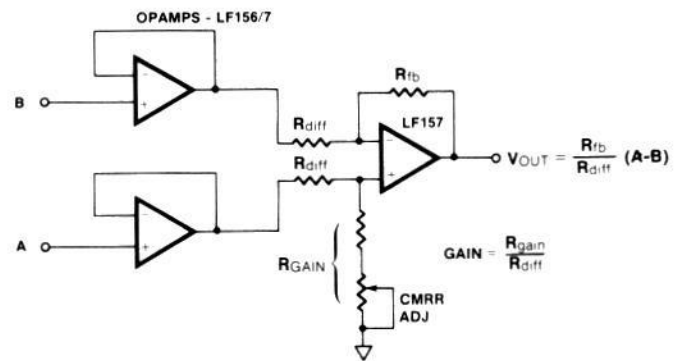 OPAMPS - LF156/7
B
Rfb
LF157
Rdiff
Rdiff
VOUT = Rfb/Rdiff (A-B)
A
RGAIN
GAIN = Rgain/Rdiff
CMRR
ADJ
- +
- +
- +